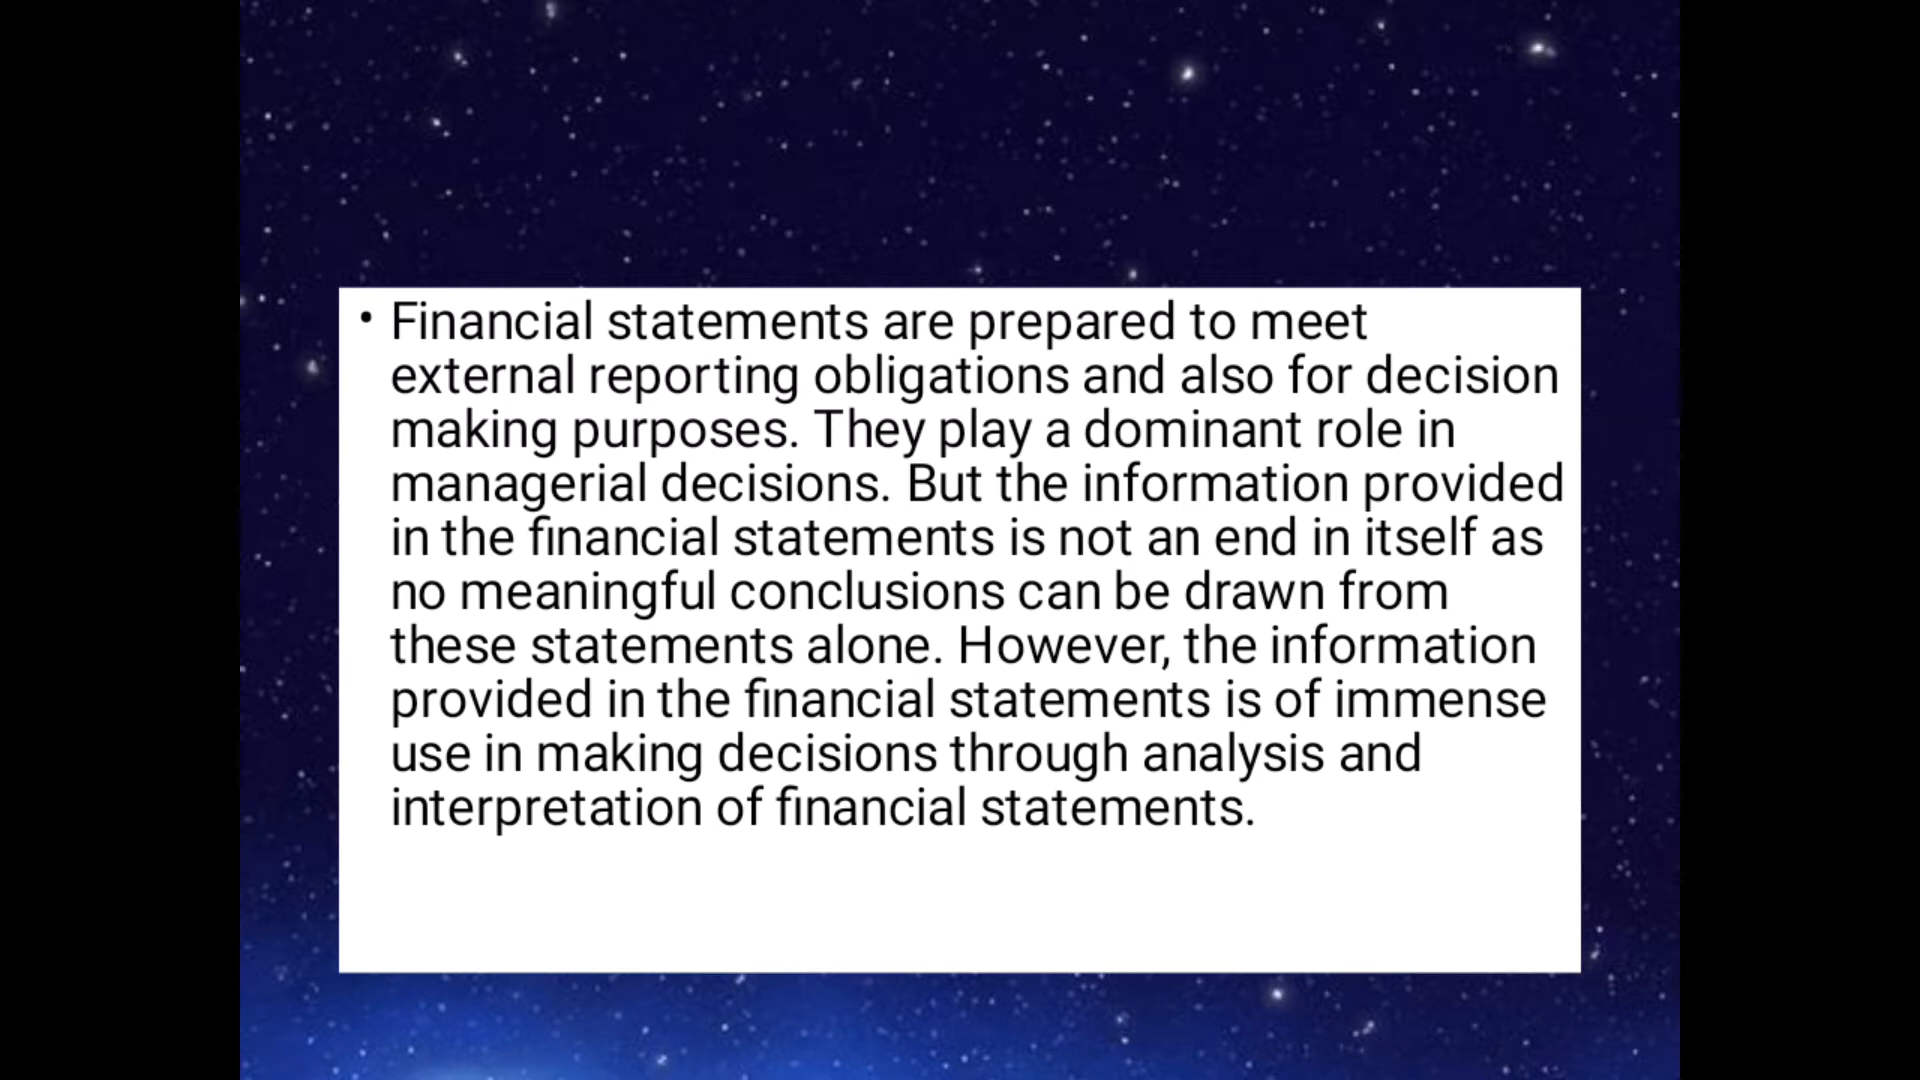 • Financial statements are prepared to meet
external reporting obligations and also for decision
making purposes. They play a dominant role in
managerial decisions. But the information provided
in the financial statements is not an end in itself as
no meaningful conclusions can be drawn from
these statements alone. However, the information
provided in the financial statements is of immense
use in making decisions through analysis and
interpretation of financial statements.